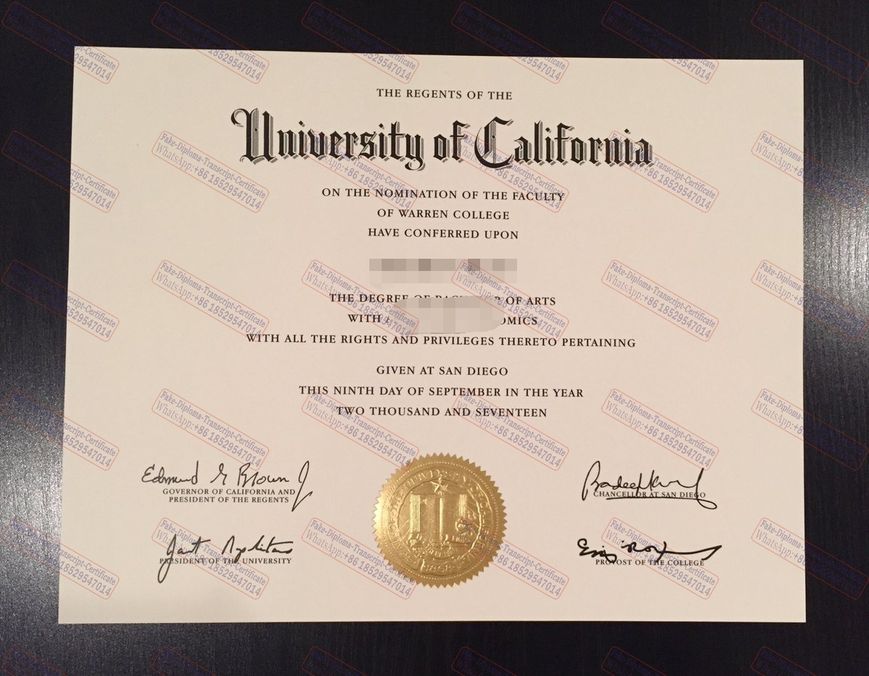 THE REGENTS OF THE
University of California
ON THE NOMINATION OF THE FACULTY
OF WARREN COLLEGE
HAVE CONFERRED UPON
THE DEGREE OF OF ARTS
WITH
WITH ALL THE RIGHTS AND PRIVILEGES THERETO PERTAINING
GIVEN AT SAN DIEGO
THIS NINTH DAY OF SEPTEMBER IN THE YEAR
TWO THOUSAND AND SEVENTEEN
GOVERNOR OF CALIFORNIA AND
PRESIDENT OF THE REGENTS
CHANCELLOR AT SAN DIEGO
PRESIDENT OF THE UNIVERSITY
PROVOST OF THE COLLEGE
Fake-Diploma-Transcript-Certificate
WhatsApp:+86 18529547014